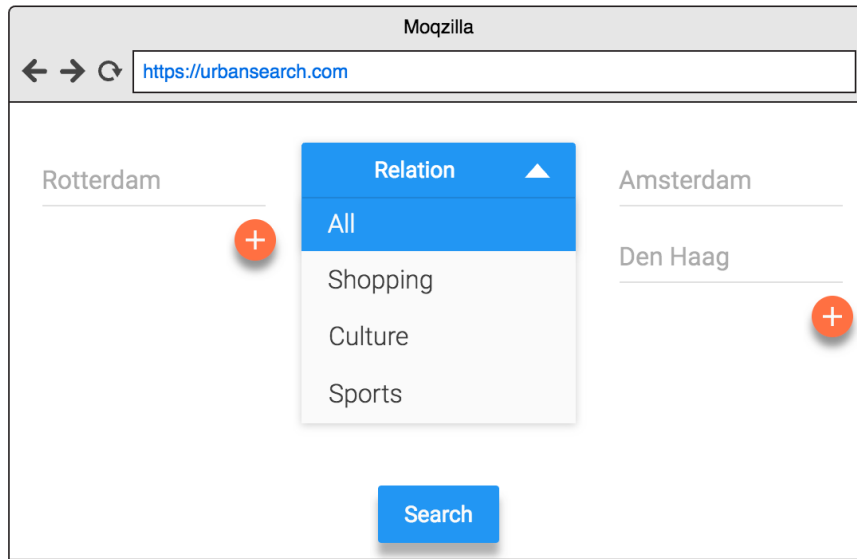 Moqzilla
https://urbansearch.com
Rotterdam
Relation
All
Shopping
Culture
Sports
Amsterdam
Den Haag
Search